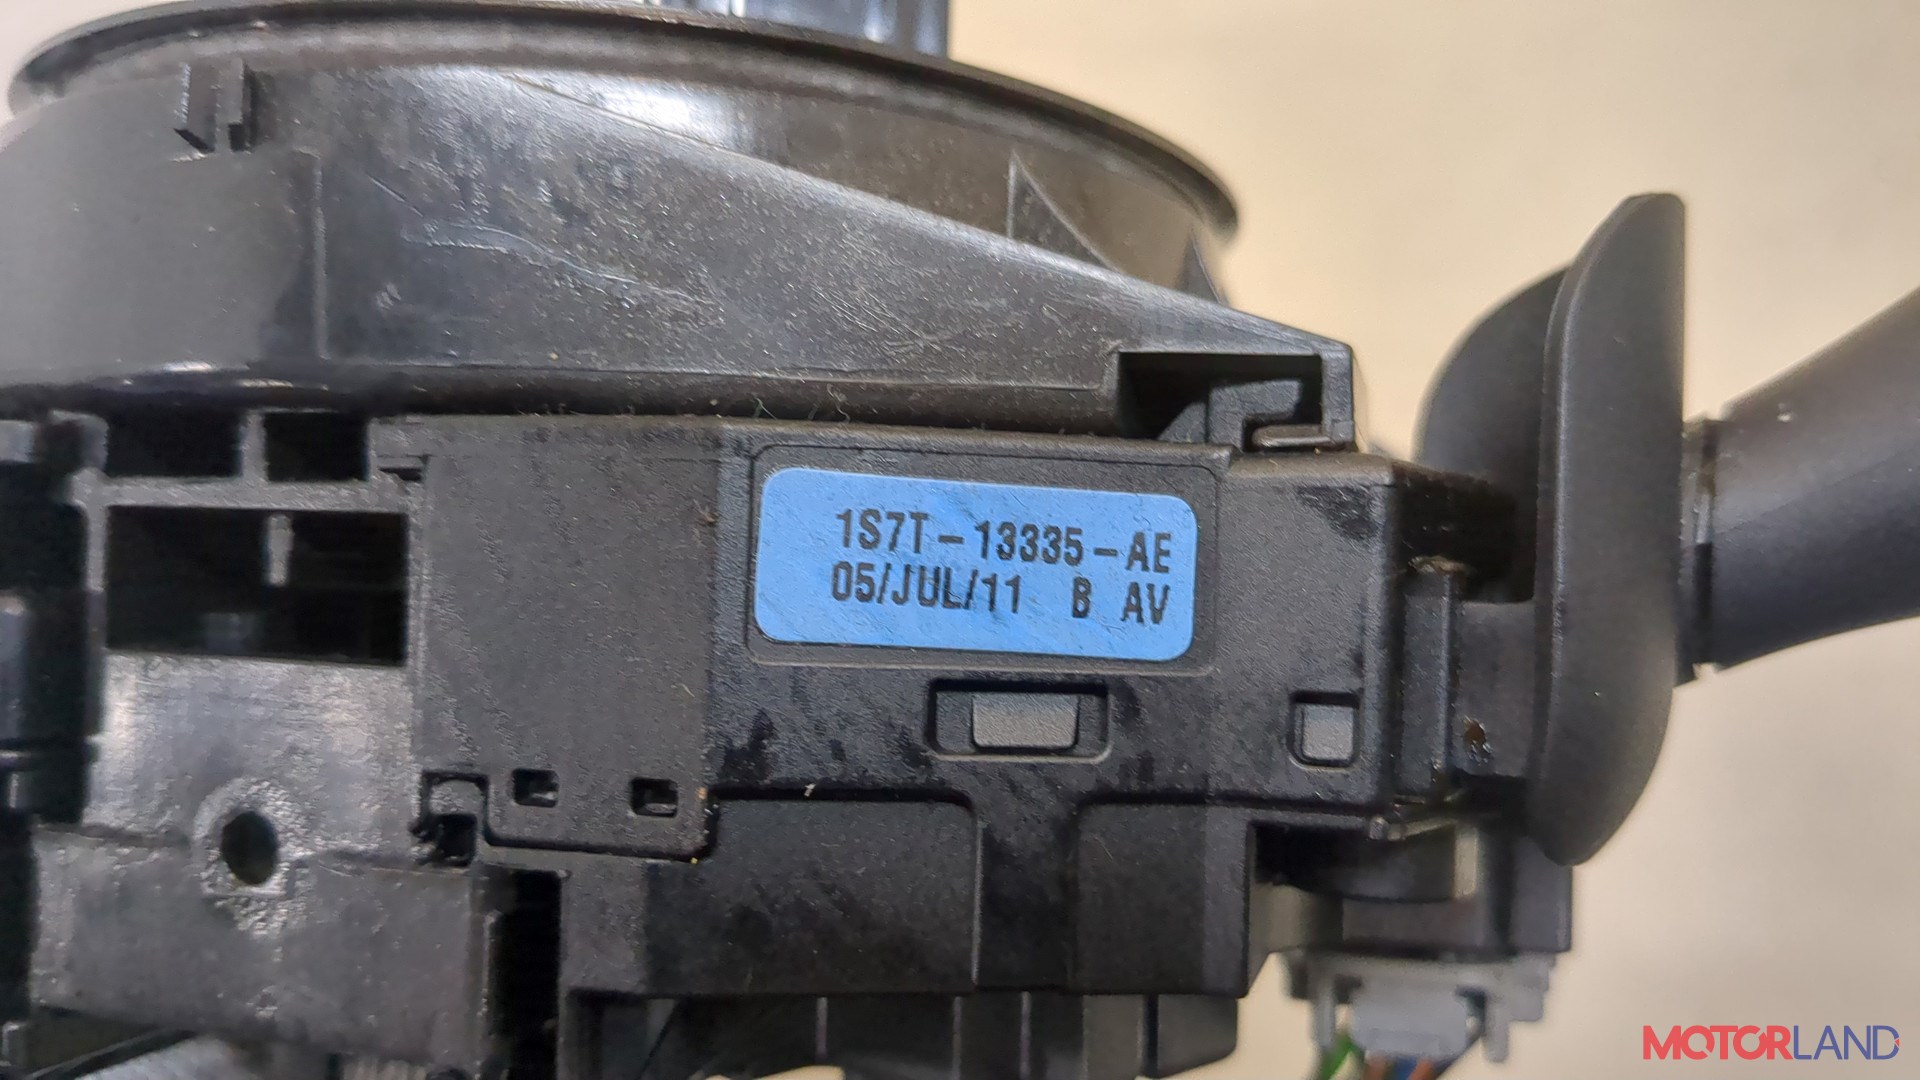 1S7T-13335-AE
05/JUL/11 B AV
MOTORLAND